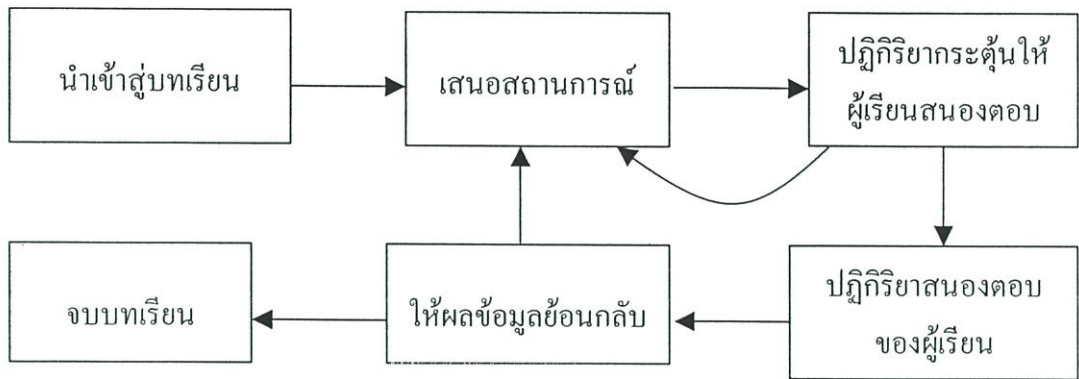 นำเข้าสู่บทเรียน
เสนอสถานการณ์
ปฏิกิริยากระตุ้นให้
ผู้เรียนสนองตอบ
จบบทเรียน
ให้ผลข้อมูลย้อนกลับ
ปฏิกิริยาสนองตอบ
ของผู้เรียน